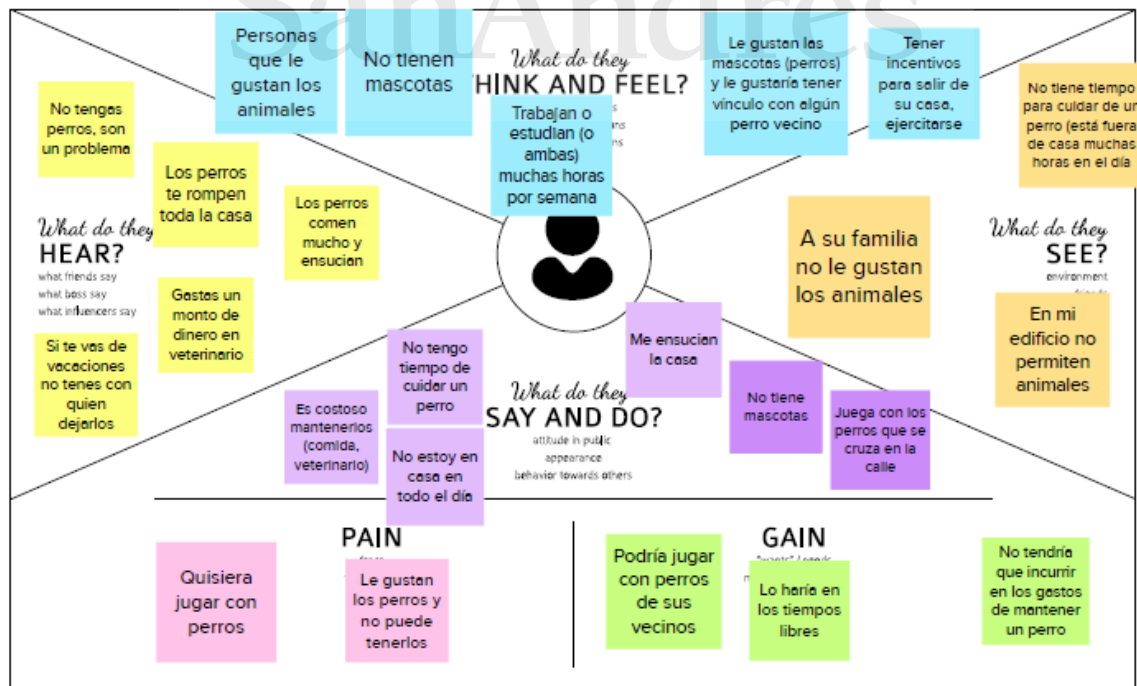 SanAndrés
Personas
que le
gustan los
animales
No tienen
mascotas
What do they
THINK AND FEEL?
Trabajan o
estudian (o
ambas)
muchas horas
por semana
Le gustan las
mascotas (perros)
y le gustaría tener
vínculo con algún
perro vecino
Tener
incentivos
para salir de
su casa,
ejercitarse
No tengas
perros, son
un problema
Los perros
te rompen
toda la casa
Los perros
comen
mucho y
ensucian
What do they
HEAR?
what friends say
what boss say
what influencers say
Gastas un
monto de
dinero en
veterinario
Si te vas de
vacaciones
no tenes con
quien
dejarlos
No tiene tiempo
para cuidar de un
perro (está fuera
de casa muchas
horas en el día
A su familia
no le gustan
los animales
What do they
SEE?
environment
En mi
edificio no
permiten
animales
No tengo
tiempo de
cuidar un
perro
Es costoso
mantenerlos
(comida,
veterinario)
No estoy en
casa en
todo el día
What do they
SAY AND DO?
attitude in public
appearance
behavior towards others
Me ensucian
la casa
No tiene
mascotas
Juega con los
perros que se
cruza en la
calle
PAIN
Quisiera
jugar con
perros
Le gustan
los perros y
no puede
tenerlos
GAIN
Podría jugar
con perros
de sus
vecinos
Lo haría en
los tiempos
libres
No tendría
que incurrir
en los gastos
de mantener
un perro